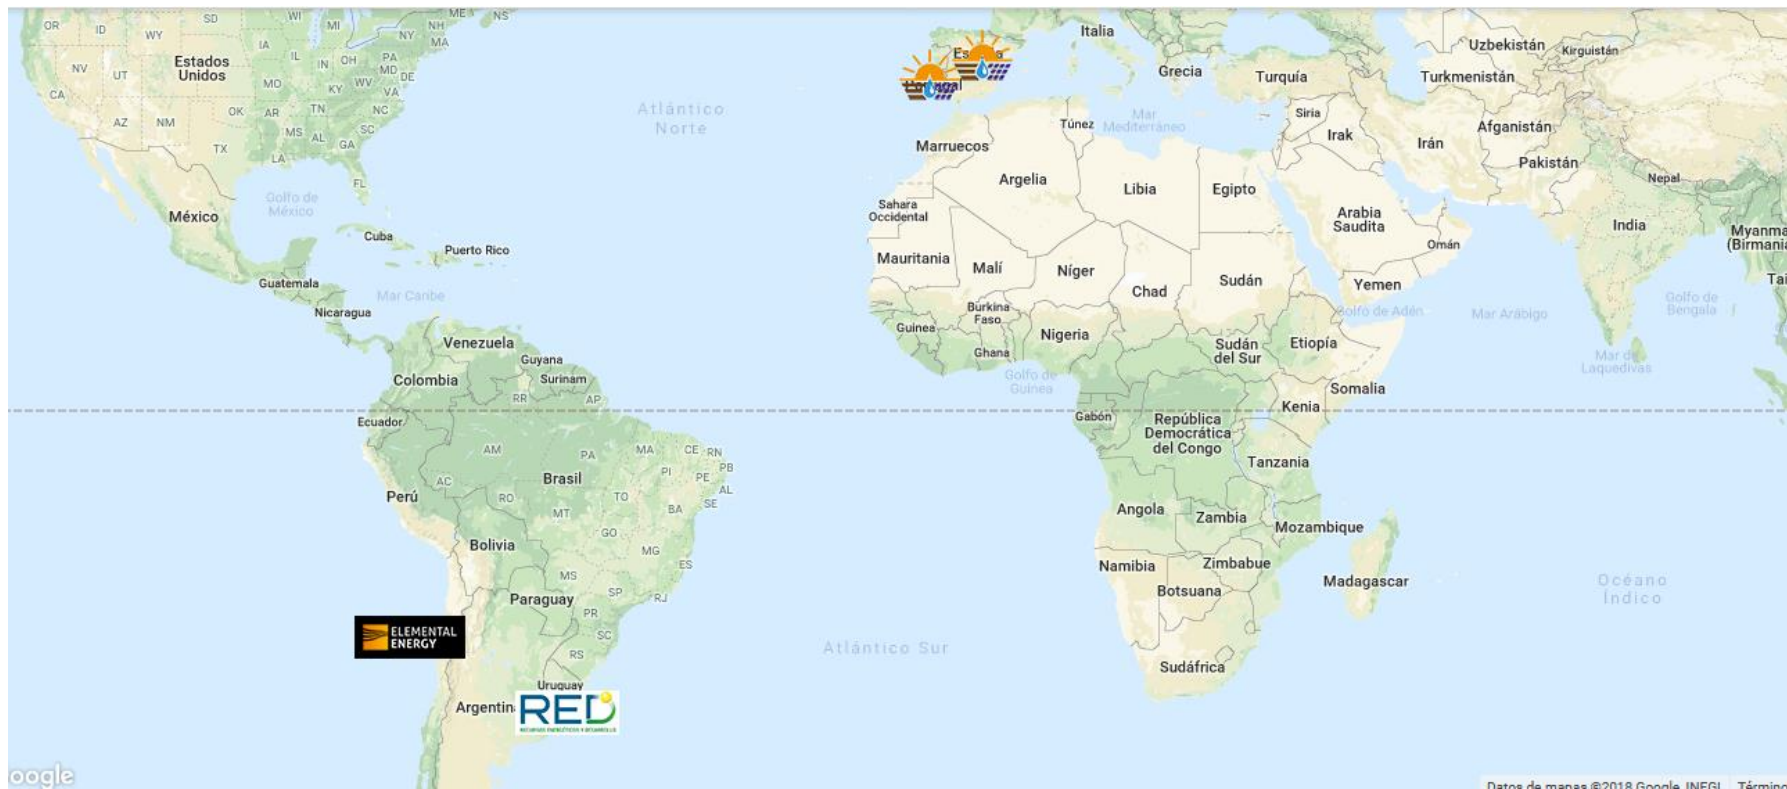 OR
ID
WY
SD
WI
MI
NY
NH
ME
NS
MA
Estados
Unidos
IA
IL
IN
OH
PA
MD
DE
NV
UT
MO
KY
WV
VA
CA
OK
AR
TN
NC
AZ
NM
MS
AL
SC
GA
TX
LA
FL
Golfo de
México
México
Cuba
Puerto Rico
Guatemala
Mar Caribe
Nicaragua
Atlántico
Norte
Portugal
Italia
Grecia
Turquía
Uzbekistán
Kirguistán
Turkmenistán
Túnez
Mar
Mediterráneo
Siria
Irak
Irán
Afganistán
Pakistán
Nepal
Marruecos
Argelia
Libia
Egipto
Sahara
Occidental
Arabia
Saudita
Omán
India
Myanma
(Birmania
Mauritania
Malí
Níger
Chad
Sudán
Yemen
Tai
Burkina
Faso
Golfo de Adén
Mar Arábigo
Golfo de
Bengala
Guinea
Ghana
Nigeria
Sudán
del Sur
Etiopía
Golfo de
Guinea
Mar de
Laquedivas
Somalia
Venezuela
Guyana
Surinam
Colombia
RR
AP
Ecuador
Gabón
República
Democrática
del Congo
Kenia
AM
PA
MA
CE
RN
PB
PI
PE
AL
SE
Tanzania
Perú
AC
RO
Brasil
TO
BA
MT
GO
Angola
Zambia
Mozambique
Bolivia
MG
ES
MS
SP
RJ
Namibia
Zimbabue
Botsuana
Madagascar
Océano
Índico
Paraguay
PR
SC
RS
ELEMENTAL
ENERGY
Atlántico Sur
Sudáfrica
Uruguay
Argentin
RED
RECURSOS ENERGÉTICOS Y DESARROLLO
oogle
Datos de mapas ©2018 Google, INEGI
Término